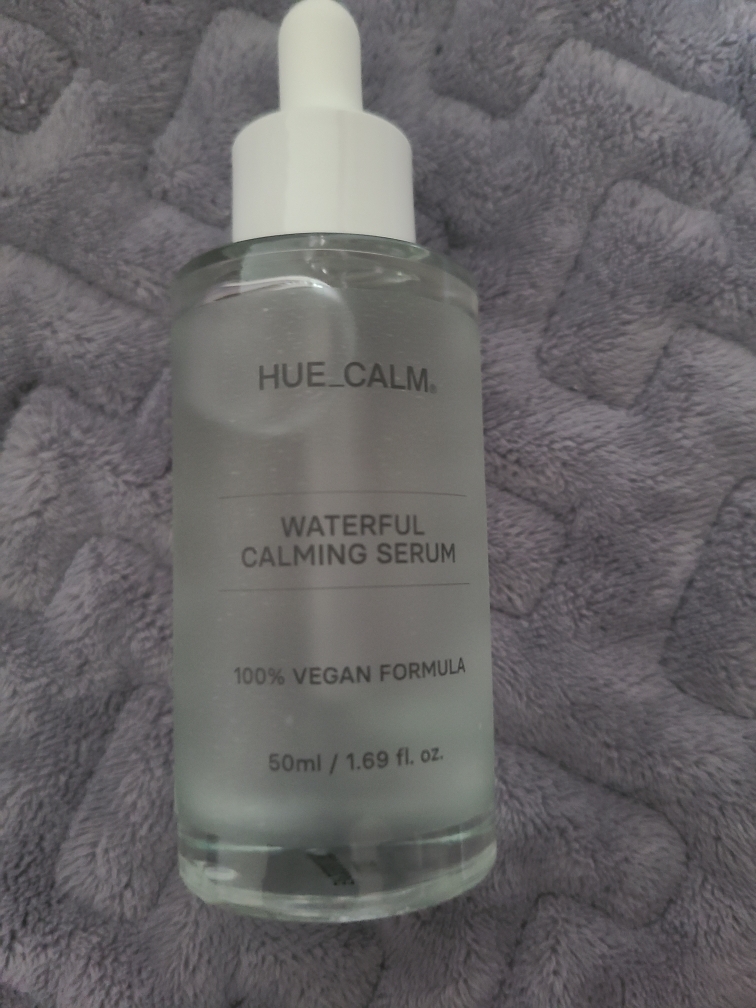 HUE_CALM®
WATERFUL
CALMING SERUM
100% VEGAN FORMULA
50ml / 1.69 fl. oz.